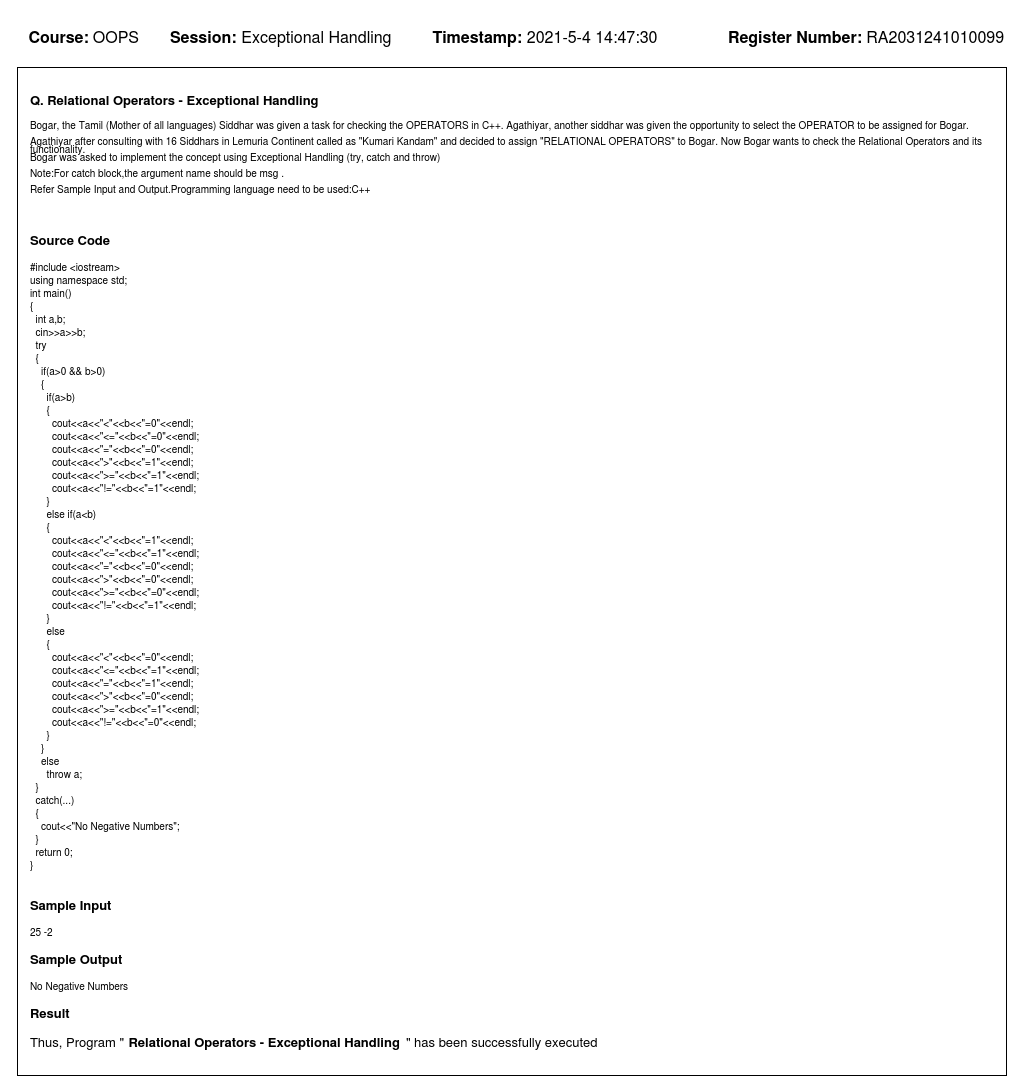 Course: OOPS Session: Exceptional Handling Timestamp: 2021-5-4 14:47:30 Register Number: RA2031241010099
Q. Relational Operators - Exceptional Handling
Bogar, the Tamil (Mother of all languages) Siddhar was given a task for checking the OPERATORS in C++. Agathiyar, another siddhar was given the opportunity to select the OPERATOR to be assigned for Bogar.
Agathiyar after consulting with 16 Siddhars in Lemuria Continent called as "Kumari Kandam" and decided to assign "RELATIONAL OPERATORS" to Bogar. Now Bogar wants to check the Relational Operators and its
functionality.
Bogar was asked to implement the concept using Exceptional Handling (try, catch and throw)
Note:For catch block,the argument name should be msg .
Refer Sample Input and Output.Programming language need to be used:C++
Source Code
#include <iostream>
using namespace std;
int main()
{
  int a,b;
  cin>>a>>b;
  try
  {
    if(a>0 && b>0)
    {
      if(a>b)
      {
        cout<<a<<"<"<<b<<"=0"<<endl;
        cout<<a<<"<="<<b<<"=0"<<endl;
        cout<<a<<"="<<b<<"=0"<<endl;
        cout<<a<<">"<<b<<"=1"<<endl;
        cout<<a<<">="<<b<<"=1"<<endl;
        cout<<a<<"!="<<b<<"=1"<<endl;
      }
      else if(a<b)
      {
        cout<<a<<"<"<<b<<"=1"<<endl;
        cout<<a<<"<="<<b<<"=1"<<endl;
        cout<<a<<"="<<b<<"=0"<<endl;
        cout<<a<<">"<<b<<"=0"<<endl;
        cout<<a<<">="<<b<<"=0"<<endl;
        cout<<a<<"!="<<b<<"=1"<<endl;
      }
      else
      {
        cout<<a<<"<"<<b<<"=0"<<endl;
        cout<<a<<"<="<<b<<"=1"<<endl;
        cout<<a<<"="<<b<<"=1"<<endl;
        cout<<a<<">"<<b<<"=0"<<endl;
        cout<<a<<">="<<b<<"=1"<<endl;
        cout<<a<<"!="<<b<<"=0"<<endl;
      }
    }
    else
      throw a;
  }
  catch(...)
  {
    cout<<"No Negative Numbers";
  }
  return 0;
}
Sample Input
25 -2
Sample Output
No Negative Numbers
Result
Thus, Program " Relational Operators - Exceptional Handling " has been successfully executed